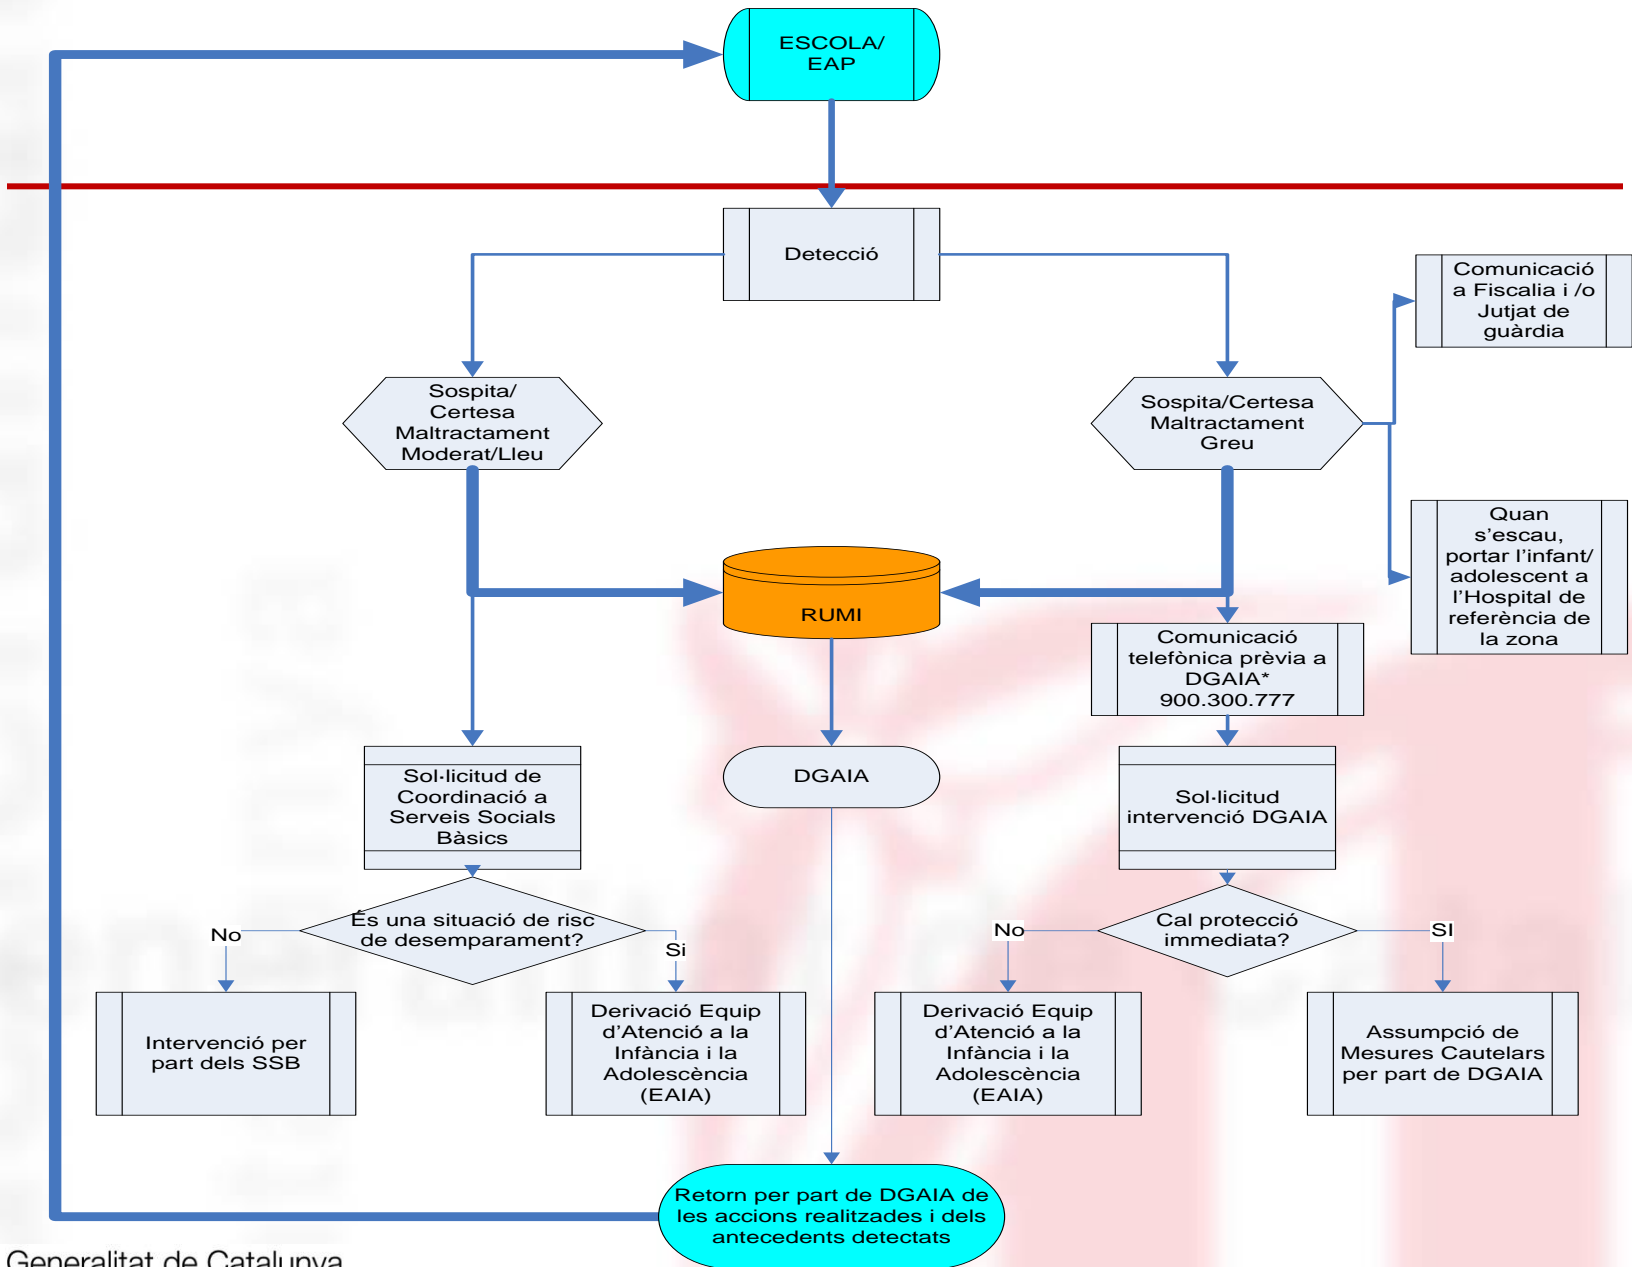 ESCOLA/
EAP
Detecció
Comunicació
a Fiscalia i /o
Jutjat de
guàrdia
Sospita/
Certesa
Maltractament
Moderat/Lleu
Sospita/Certesa
Maltractament
Greu
Quan
s'escau,
portar l'infant/
adolescent a
l'Hospital de
referència de
la zona
RUMI
Comunicació
telefònica prèvia a
DGAIA*
900.300.777
Sol·licitud de
Coordinació a
Serveis Socials
Bàsics
DGAIA
Sol·licitud
intervenció DGAIA
És una situació de risc
de desemparament?
No
Si
Cal protecció
immediata?
No
SI
Intervenció per
part dels SSB
Derivació Equip
d'Atenció a la
Infància i la
Adolescència
(EAIA)
Derivació Equip
d'Atenció a la
Infància i la
Adolescència
(EAIA)
Assumpció de
Mesures Cautelars
per part de DGAIA
Retorn per part de DGAIA de
les accions realitzades i dels
antecedents detectats
Generalitat de Catalunya